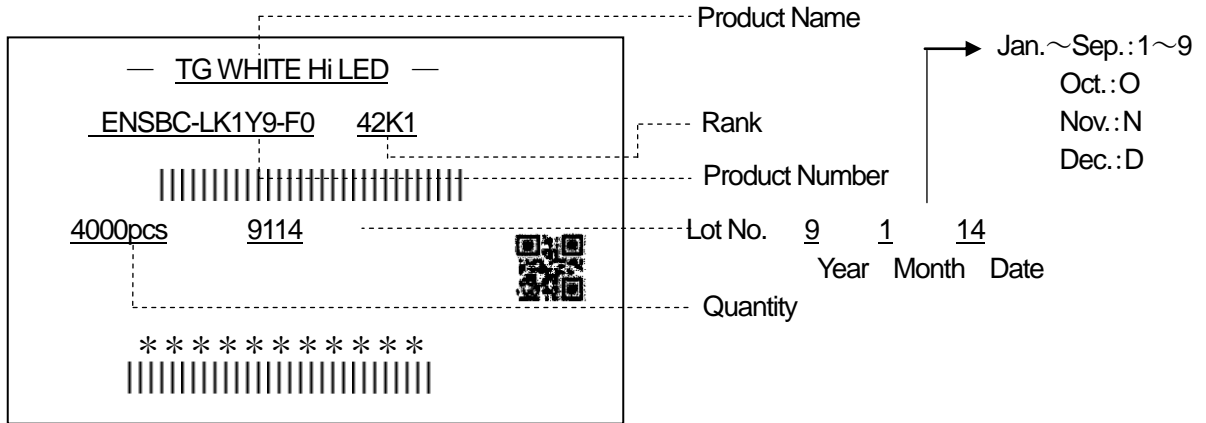 Product Name
— TG WHITE Hi LED —
Jan.～Sep.:1～9
Oct.:O
Nov.:N
Dec.:D
ENSBC-LK1Y9-F0 42K1
Rank
Product Number
4000pcs 9114
Lot No. 9 1 14
Year Month Date
Quantity
＊＊＊＊＊＊＊＊＊＊＊